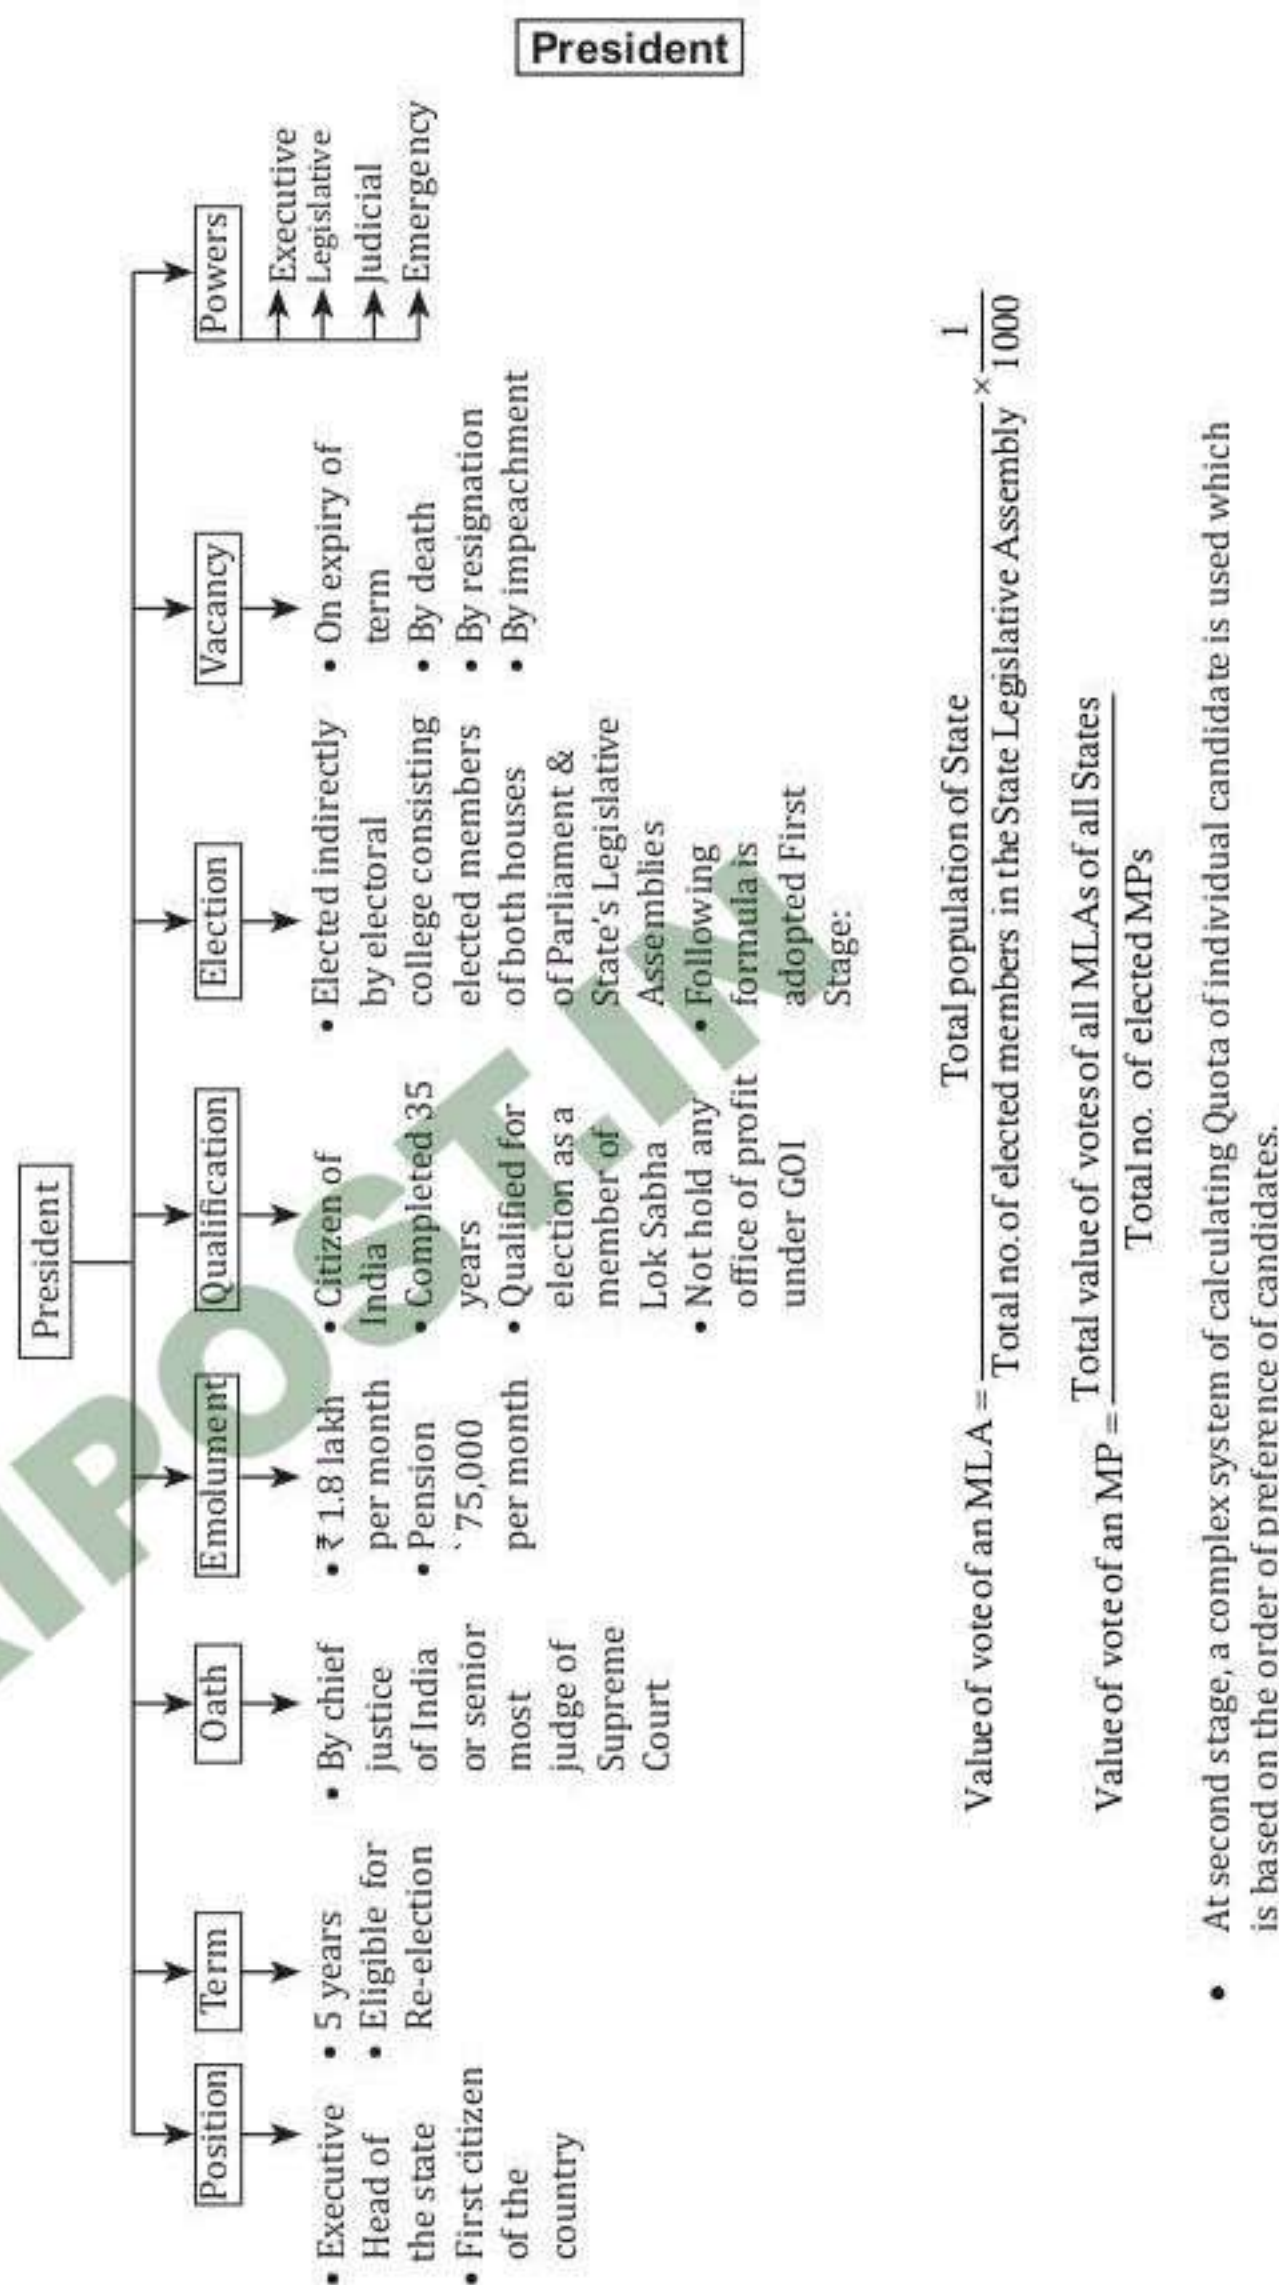 President
President
Position
• Executive
Head of
the state
• First citizen
of the
country
Term
• 5 years
• Eligible for
Re-election
Oath
• By chief
justice
of India
or senior
most
judge of
Supreme
Court
Emolument
• ₹ 1.8 lakh
per month
• Pension
` 75,000
per month
Qualification
• Citizen of
India
• Completed 35
years
• Qualified for
election as a
member of
Lok Sabha
• Not hold any
office of profit
under GOI
Election
• Elected indirectly
by electoral
college consisting
elected members
of both houses
of Parliament &
State's Legislative
Assemblies
• Following
formula is
adopted First
Stage:
Vacancy
• On expiry of
term
• By death
• By resignation
• By impeachment
Powers
Executive
Legislative
Judicial
Emergency
Value of vote of an MLA = Total population of State / Total no. of elected members in the State Legislative Assembly × 1 / 1000
Value of vote of an MP = Total value of votes of all MLAs of all States / Total no. of elected MPs
• At second stage, a complex system of calculating Quota of individual candidate is used which
is based on the order of preference of candidates.
IPOST.IN